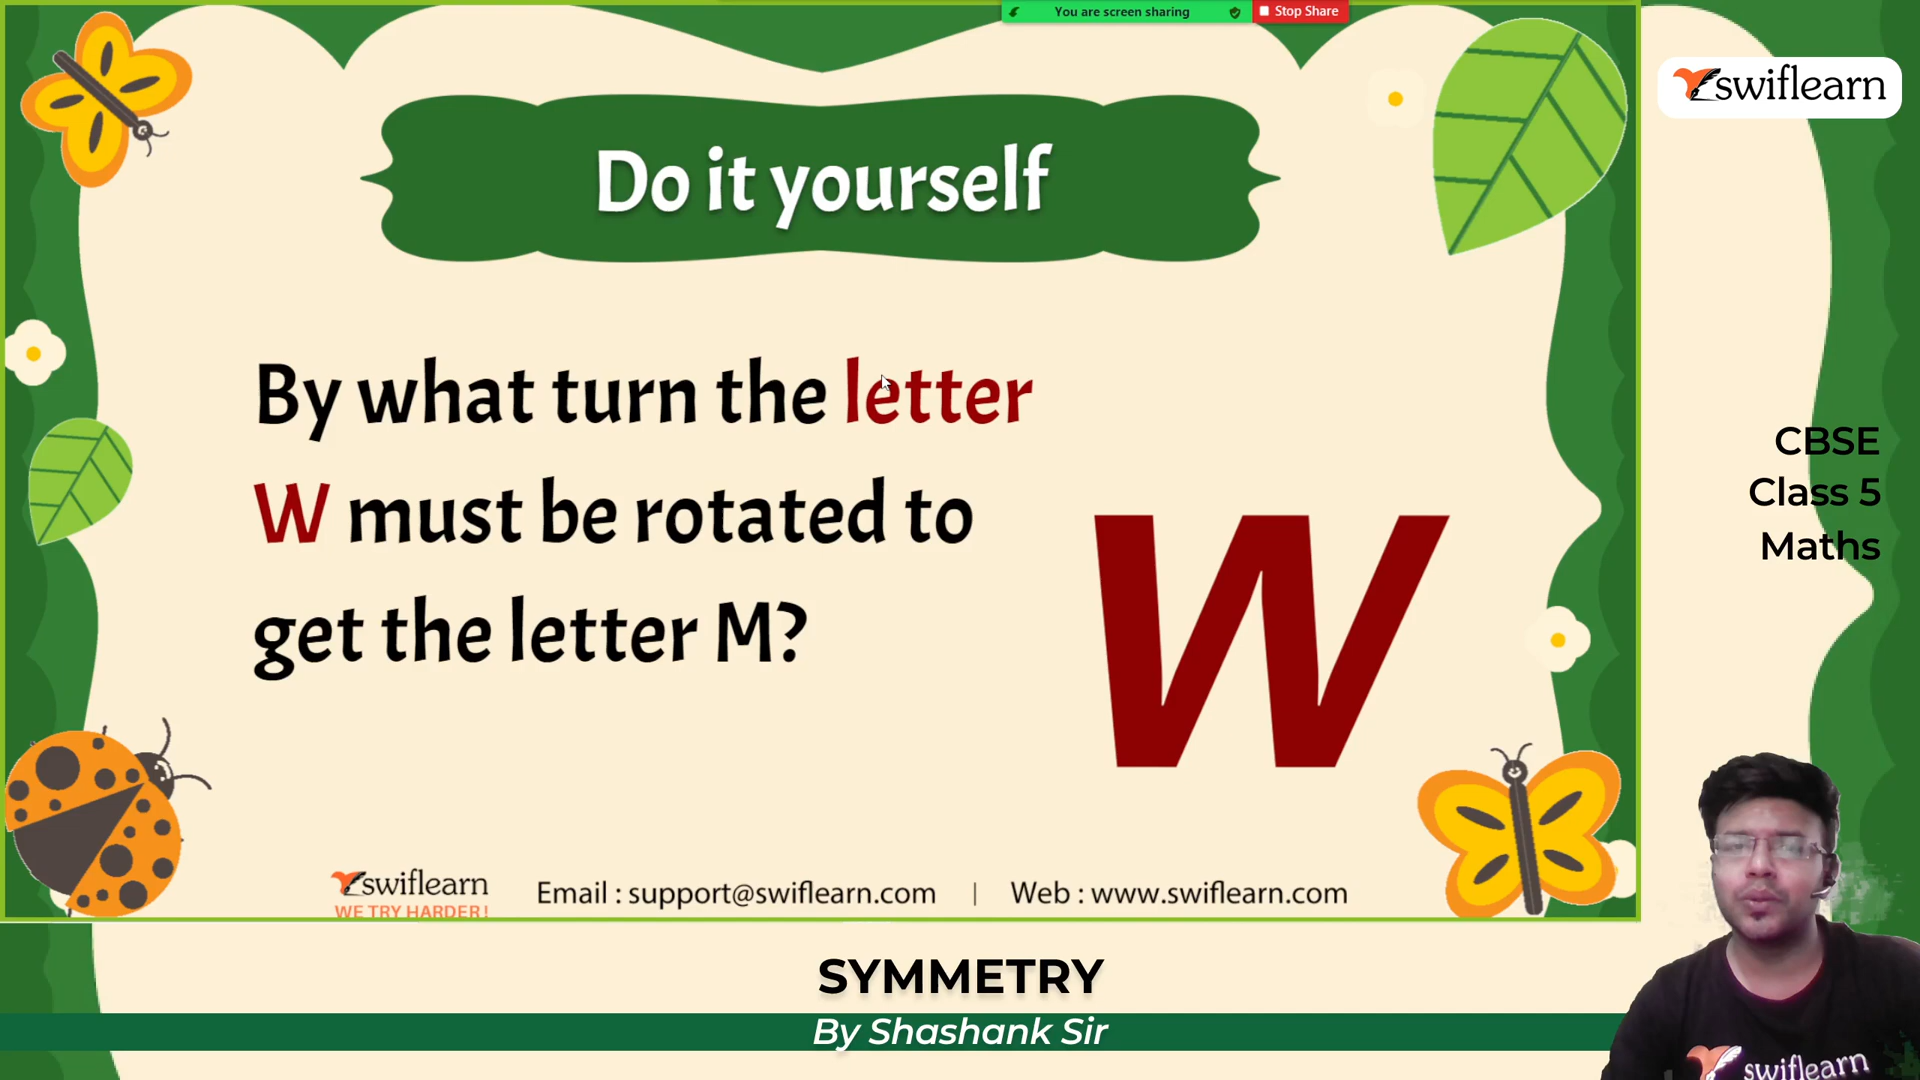 You are screen sharing
Stop Share
swiflearn
Do it yourself
By what turn the letter
W must be rotated to
get the letter M?
W
CBSE
Class 5
Maths
swiflearn
WE TRY HARDER!
Email : support@swiflearn.com | Web : www.swiflearn.com
SYMMETRY
By Shashank Sir
swiflearn